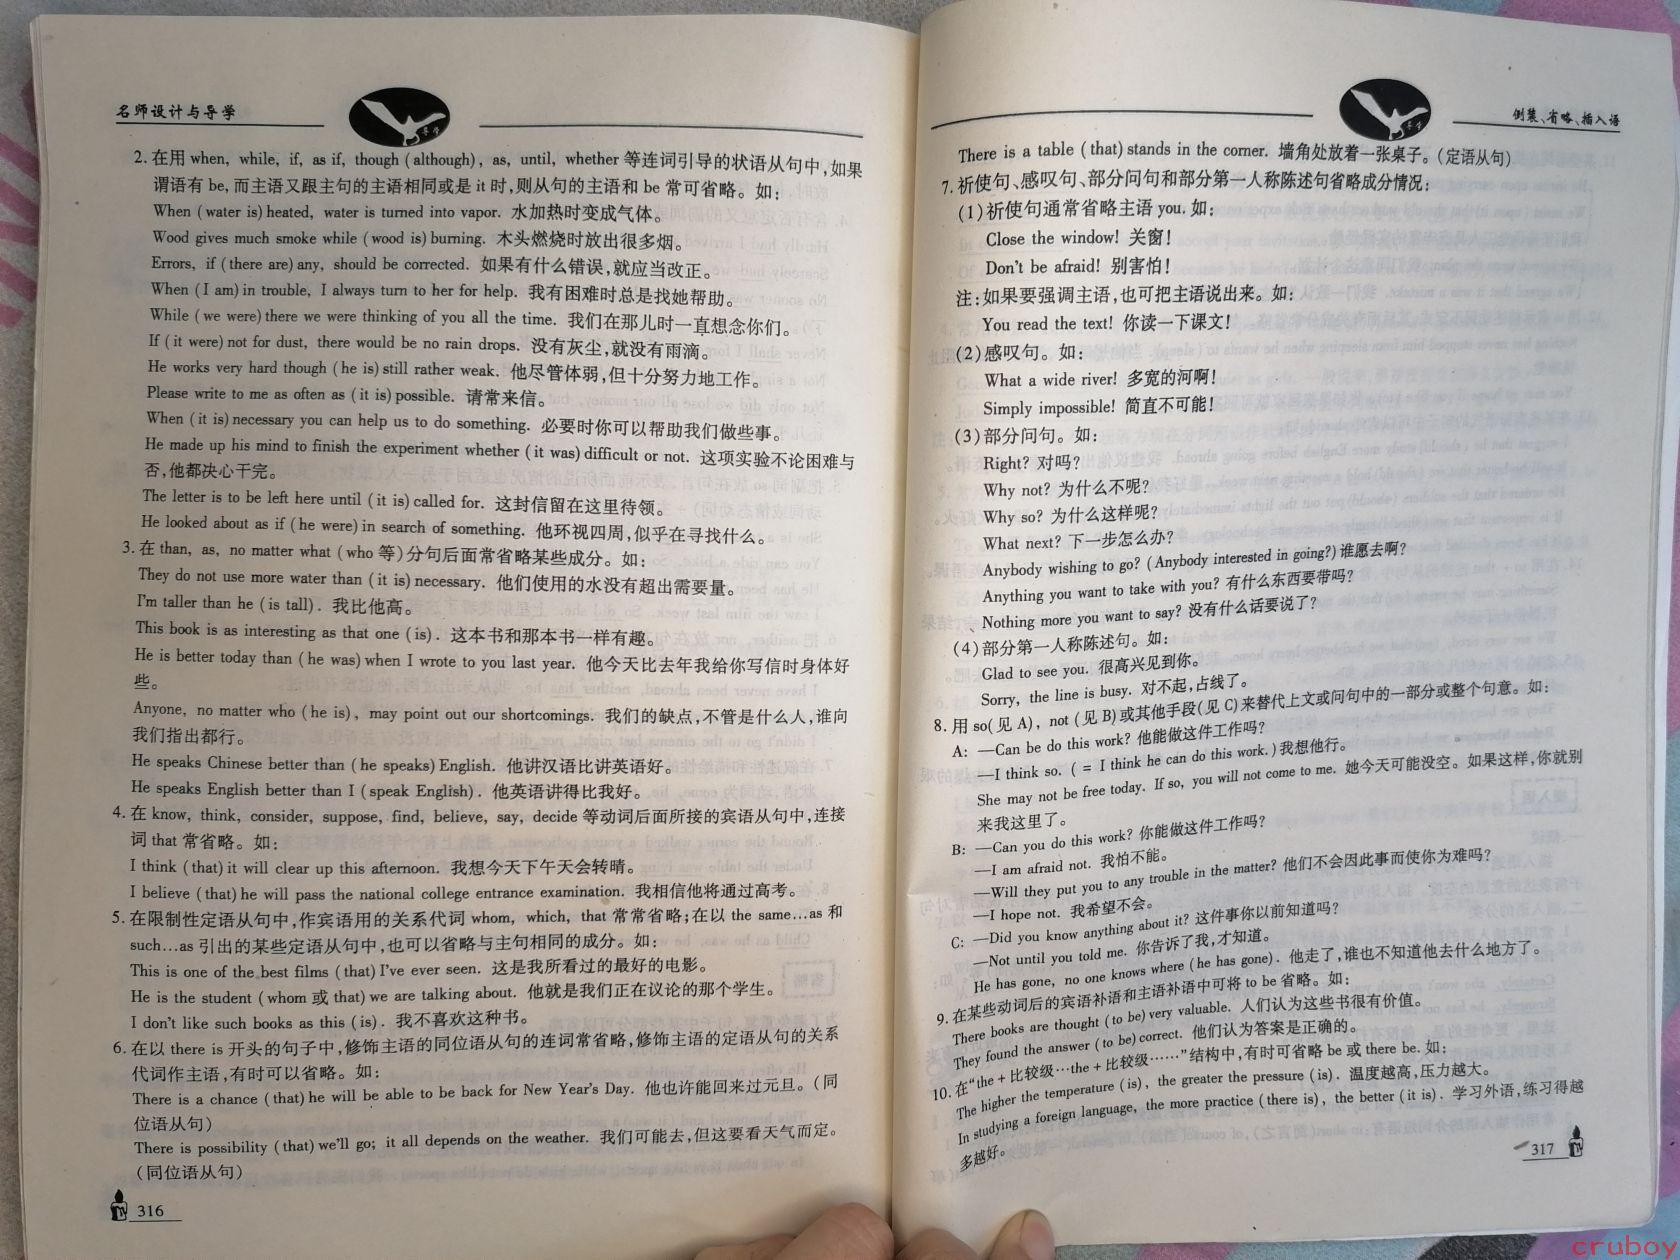 名师设计与导学
2. 在用 when, while, if, as if, though (although), as, until, whether 等连词引导的状语从句中,如果
谓语有 be, 而主语又跟主句的主语相同或是 it 时,则从句的主语和 be 常可省略。如:
When (water is) heated, water is turned into vapor. 水加热时变成气体。
Wood gives much smoke while (wood is) burning. 木头燃烧时放出很多烟。
Errors, if (there are) any, should be corrected. 如果有什么错误,就应当改正。
When (I am) in trouble, I always turn to her for help. 我有困难时总是找她帮助。
While (we were) there we were thinking of you all the time. 我们在那儿时一直想念你们。
If (it were) not for dust, there would be no rain drops. 没有灰尘,就没有雨滴。
He works very hard though (he is) still rather weak. 他尽管体弱,但十分努力地工作。
Please write to me as often as (it is) possible. 请常来信。
When (it is) necessary you can help us to do something. 必要时你可以帮助我们做些事。
He made up his mind to finish the experiment whether (it was) difficult or not. 这项实验不论困难与
否,他都决心干完。
The letter is to be left here until (it is) called for. 这封信留在这里待领。
He looked about as if (he were) in search of something. 他环视四周,似乎在寻找什么。
3. 在 than, as, no matter what (who 等) 分句后面常省略某些成分。如:
They do not use more water than (it is) necessary. 他们使用的水没有超出需要量。
I'm taller than he (is tall). 我比他高。
This book is as interesting as that one (is). 这本书和那本书一样有趣。
He is better today than (he was) when I wrote to you last year. 他今天比去年我给你写信时身体好
些。
Anyone, no matter who (he is), may point out our shortcomings. 我们的缺点,不管是什么人,谁向
我们指出都行。
He speaks Chinese better than (he speaks) English. 他讲汉语比讲英语好。
He speaks English better than I (speak English). 他英语讲得比我好。
4. 在 know, think, consider, suppose, find, believe, say, decide 等动词后面所接的宾语从句中,连接
词 that 常省略。如:
I think (that) it will clear up this afternoon. 我想今天下午天会转晴。
I believe (that) he will pass the national college entrance examination. 我相信他将通过高考。
5. 在限制性定语从句中,作宾语用的关系代词 whom, which, that 常常省略;在以 the same…as 和
such…as 引出的某些定语从句中,也可以省略与主句相同的成分。如:
This is one of the best films (that) I've ever seen. 这是我所看过的最好的电影。
He is the student (whom 或 that) we are talking about. 他就是我们正在议论的那个学生。
I don't like such books as this (is). 我不喜欢这种书。
6. 在以 there is 开头的句子中,修饰主语的同位语从句的连词常省略,修饰主语的定语从句的关系
代词作主语,有时可以省略。如:
There is a chance (that) he will be able to be back for New Year's Day. 他也许能回来过元旦。(同
位语从句)
There is possibility (that) we'll go; it all depends on the weather. 我们可能去,但这要看天气而定。
(同位语从句)
316
倒装、省略、插入语
There is a table (that) stands in the corner. 墙角处放着一张桌子。(定语从句)
7. 祈使句、感叹句、部分问句和部分第一人称陈述句省略成分情况:
(1) 祈使句通常省略主语 you. 如:
Close the window! 关窗!
Don't be afraid! 别害怕!
注:如果要强调主语,也可把主语说出来。如:
You read the text! 你读一下课文!
(2) 感叹句。如:
What a wide river! 多宽的河啊!
Simply impossible! 简直不可能!
(3) 部分问句。如:
Right? 对吗?
Why not? 为什么不呢?
Why so? 为什么这样呢?
What next? 下一步怎么办?
Anybody wishing to go? (Anybody interested in going?) 谁愿去啊?
Anything you want to take with you? 有什么东西要带吗?
Nothing more you want to say? 没有什么话要说了?
(4) 部分第一人称陈述句。如:
Glad to see you. 很高兴见到你。
Sorry, the line is busy. 对不起,占线了。
8. 用 so(见 A), not (见 B)或其他手段(见 C)来替代上文或问句中的一部分或整个句意。如:
A: —Can be do this work? 他能做这件工作吗?
—I think so. ( = I think he can do this work.) 我想他行。
She may not be free today. If so, you will not come to me. 她今天可能没空。如果这样,你就别
来我这里了。
B: —Can you do this work? 你能做这件工作吗?
—I am afraid not. 我怕不能。
—Will they put you to any trouble in the matter? 他们不会因此事而使你为难吗?
—I hope not. 我希望不会。
C: —Did you know anything about it? 这件事你以前知道吗?
—Not until you told me. 你告诉了我,才知道。
He has gone, no one knows where (he has gone). 他走了,谁也不知道他去什么地方了。
9. 在某些动词后的宾语补语和主语补语中可将 to be 省略。如:
There books are thought (to be) very valuable. 人们认为这些书很有价值。
They found the answer (to be) correct. 他们认为答案是正确的。
10. 在“the + 比较级…the + 比较级……”结构中,有时可省略 be 或 there be. 如:
The higher the temperature (is), the greater the pressure (is). 温度越高,压力越大。
In studying a foreign language, the more practice (there is), the better (it is). 学习外语,练习得越
多越好。
317
cruboy